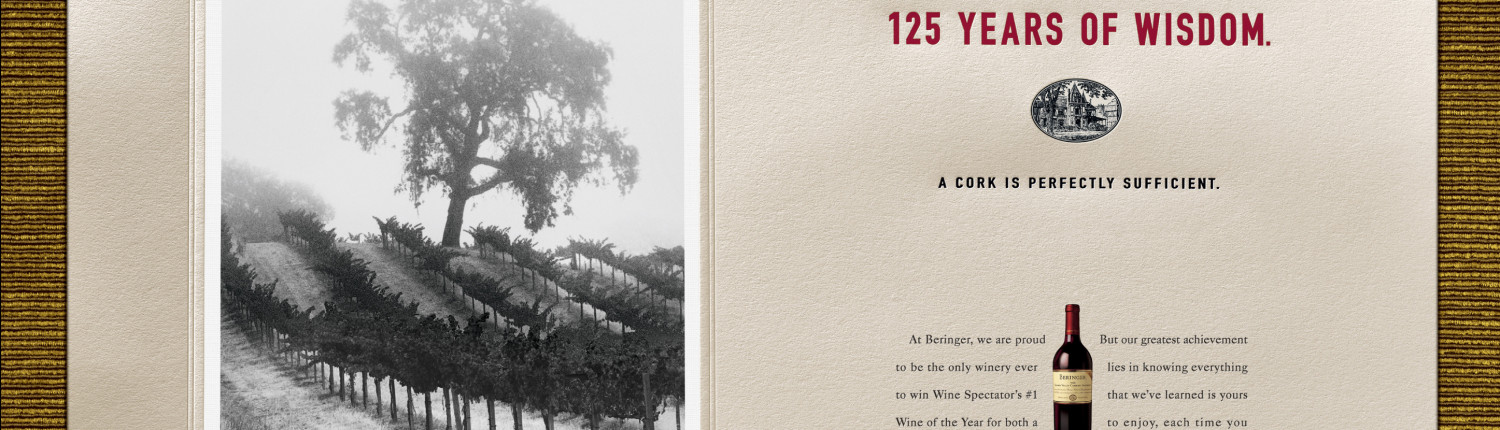 125 YEARS OF WISDOM.
A CORK IS PERFECTLY SUFFICIENT.
At Beringer, we are proud
to be the only winery ever
to win Wine Spectator's #1
Wine of the Year for both a
BERINGER
But our greatest achievement
lies in knowing everything
that we've learned is yours
to enjoy, each time you